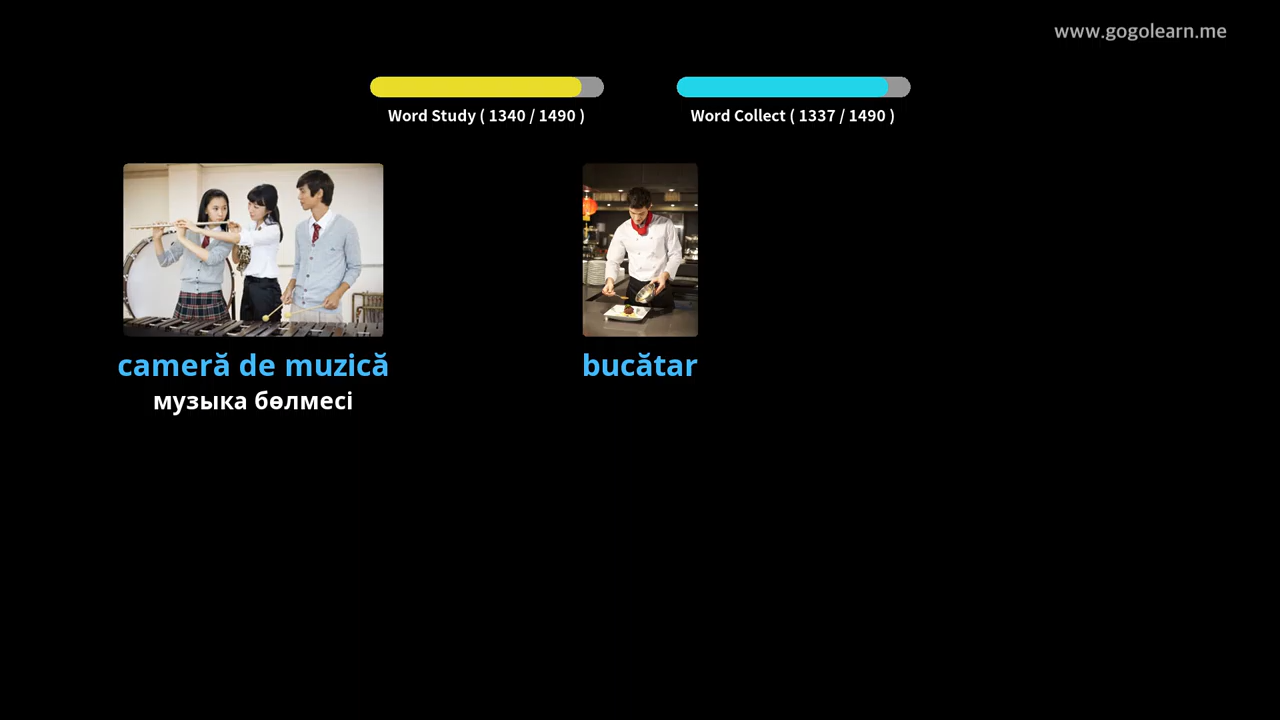 www.gogolearn.me
Word Study ( 1340 / 1490 )
Word Collect ( 1337 / 1490 )
cameră de muzică
музыка бөлмесі
bucătar